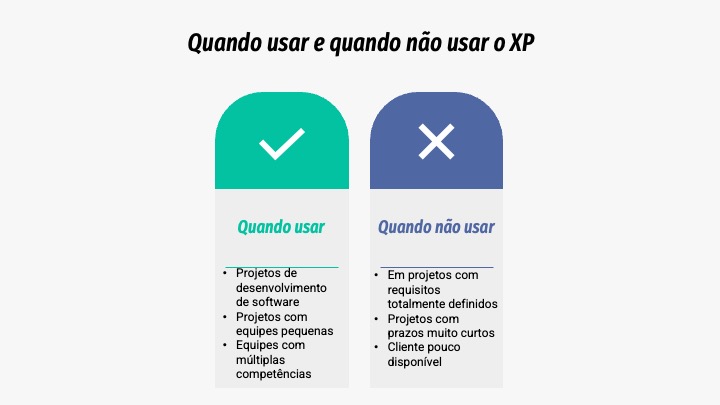 Quando usar e quando não usar o XP
Quando usar
• Projetos de
desenvolvimento
de software
• Projetos com
equipes pequenas
• Equipes com
múltiplas
competências
Quando não usar
• Em projetos com
requisitos
totalmente definidos
• Projetos com
prazos muito curtos
• Cliente pouco
disponível